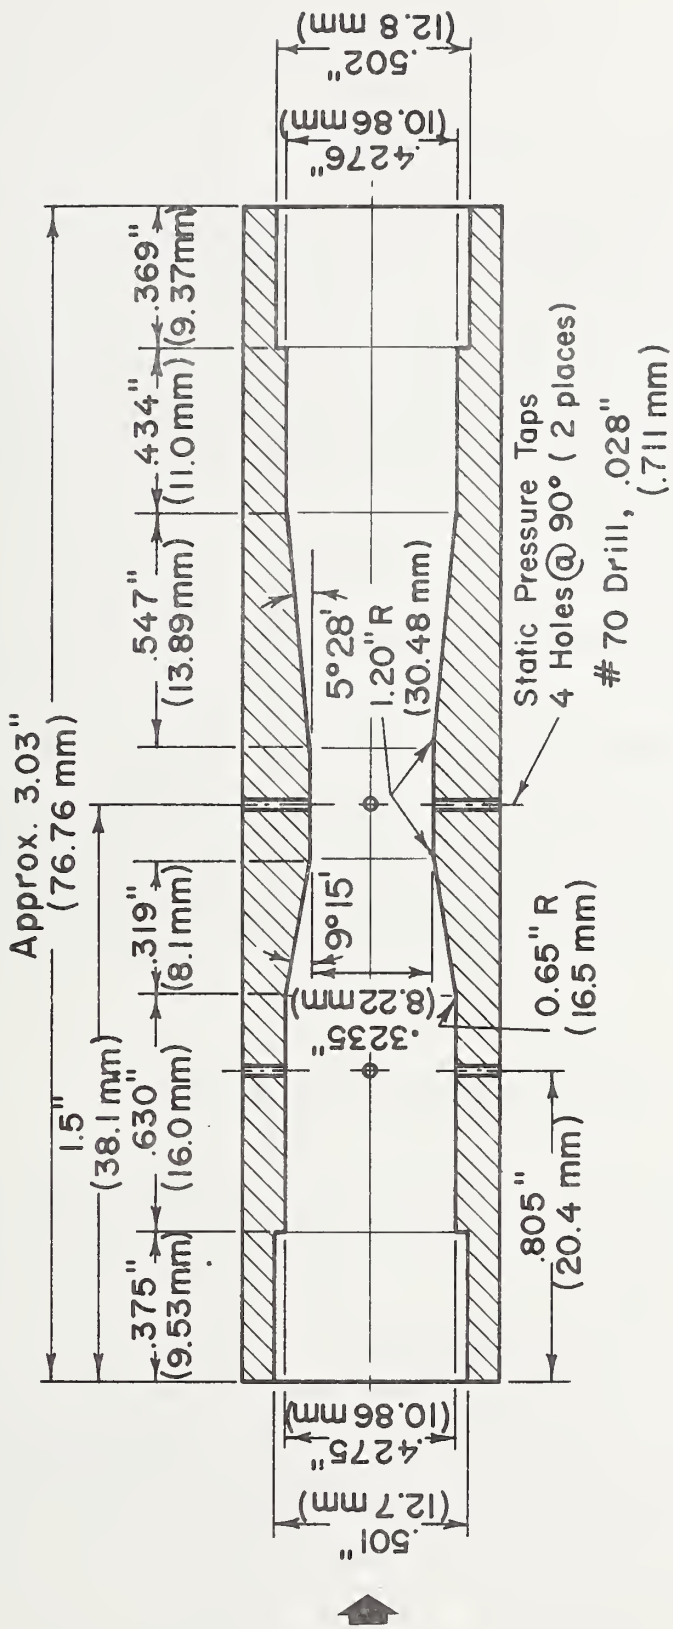 Approx. 3.03"
(76.76 mm)
1.5"
(38.1 mm)
.375"
(9.53mm)
.630"
(16.0mm)
.319"
(8.1mm)
.547"
(13.89mm)
.434"
(11.0mm)
.369"
(9.37mm)
.501"
(12.7 mm)
.4275"
(10.86 mm)
.3235"
(8.22mm)
9°15'
5°28'
1.20" R
(30.48 mm)
.4276"
(10.86mm)
.502"
(12.8 mm)
.805"
(20.4 mm)
0.65" R
(16.5 mm)
Static Pressure Taps
4 Holes@ 90° ( 2 places)
# 70 Drill, .028"
(.711 mm)